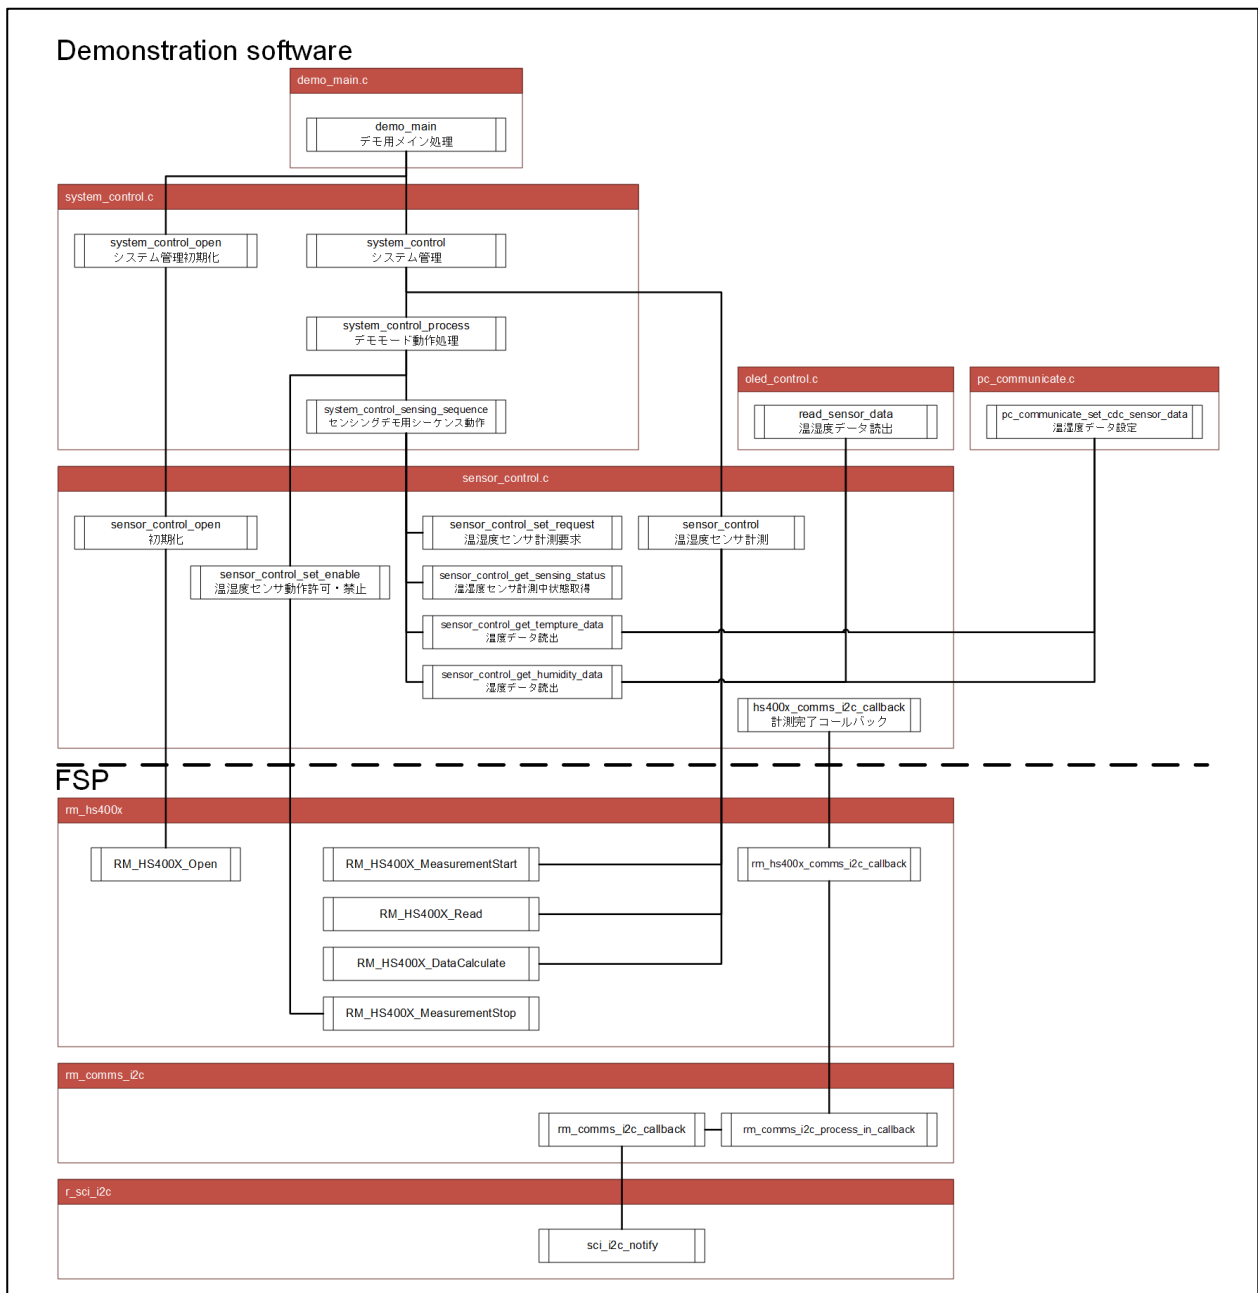 Demonstration software
demo_main.c
demo_main
デモ用メイン処理
system_control.c
system_control_open
システム管理初期化
system_control
システム管理
system_control_process
デモモード動作処理
system_control_sensing_sequence
センシングデモ用シーケンス動作
oled_control.c
read_sensor_data
温湿度データ読出
pc_communicate.c
pc_communicate_set_cdc_sensor_data
温湿度データ設定
sensor_control.c
sensor_control_open
初期化
sensor_control_set_request
温湿度センサ計測要求
sensor_control
温湿度センサ計測
sensor_control_set_enable
温湿度センサ動作許可・禁止
sensor_control_get_sensing_status
温湿度センサ計測中状態取得
sensor_control_get_tempture_data
温度データ読出
sensor_control_get_humidity_data
湿度データ読出
hs400x_comms_i2c_callback
計測完了コールバック
FSP
rm_hs400x
RM_HS400X_Open
RM_HS400X_MeasurementStart
rm_hs400x_comms_i2c_callback
RM_HS400X_Read
RM_HS400X_DataCalculate
RM_HS400X_MeasurementStop
rm_comms_i2c
rm_comms_i2c_callback
rm_comms_i2c_process_in_callback
r_sci_i2c
sci_i2c_notify